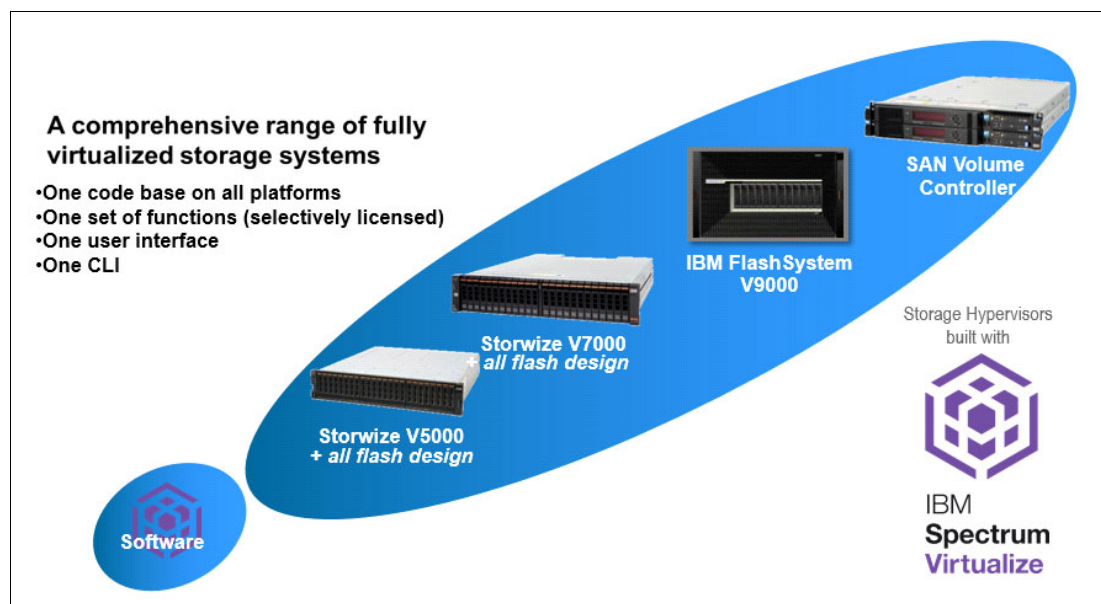 A comprehensive range of fully
virtualized storage systems
•One code base on all platforms
•One set of functions (selectively licensed)
•One user interface
•One CLI
SAN Volume
Controller
IBM FlashSystem
V9000
Storwize V7000
+ all flash design
Storwize V5000
+ all flash design
Software
Storage Hypervisors
built with
IBM
Spectrum
Virtualize